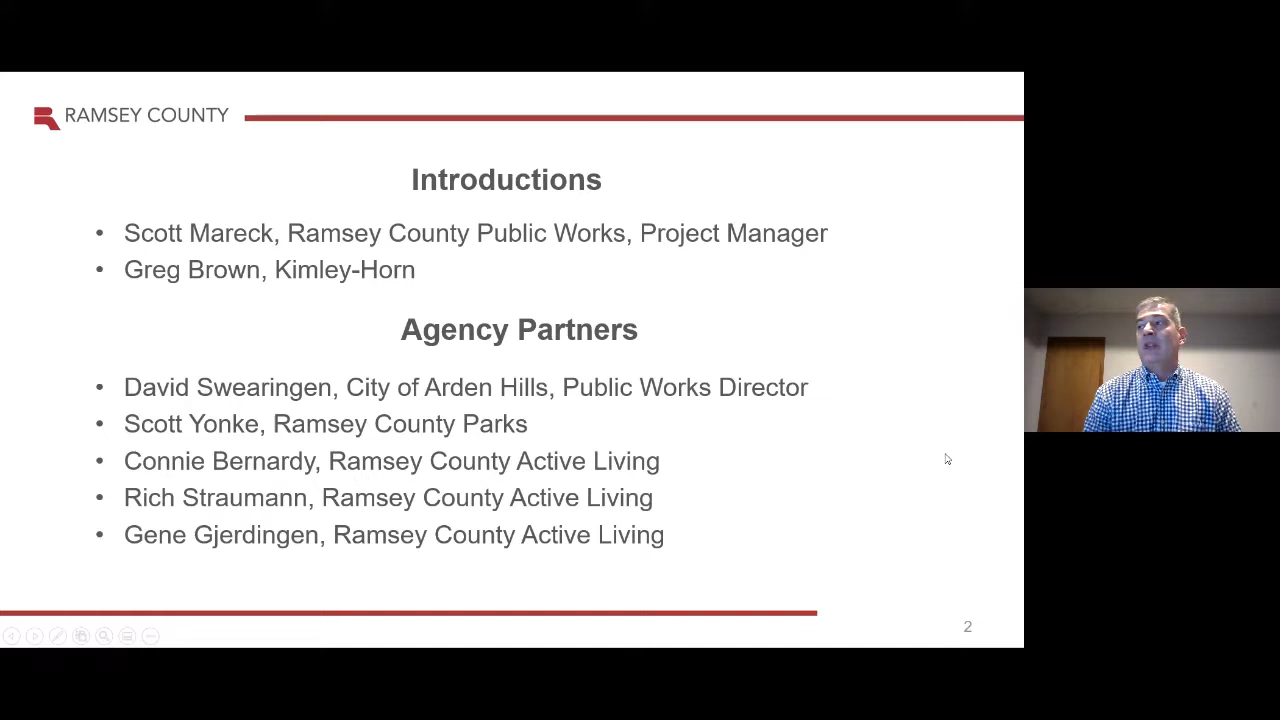 RAMSEY COUNTY
Introductions
• Scott Mareck, Ramsey County Public Works, Project Manager
• Greg Brown, Kimley-Horn
Agency Partners
• David Swearingen, City of Arden Hills, Public Works Director
• Scott Yonke, Ramsey County Parks
• Connie Bernardy, Ramsey County Active Living
• Rich Straumann, Ramsey County Active Living
• Gene Gjerdingen, Ramsey County Active Living
2